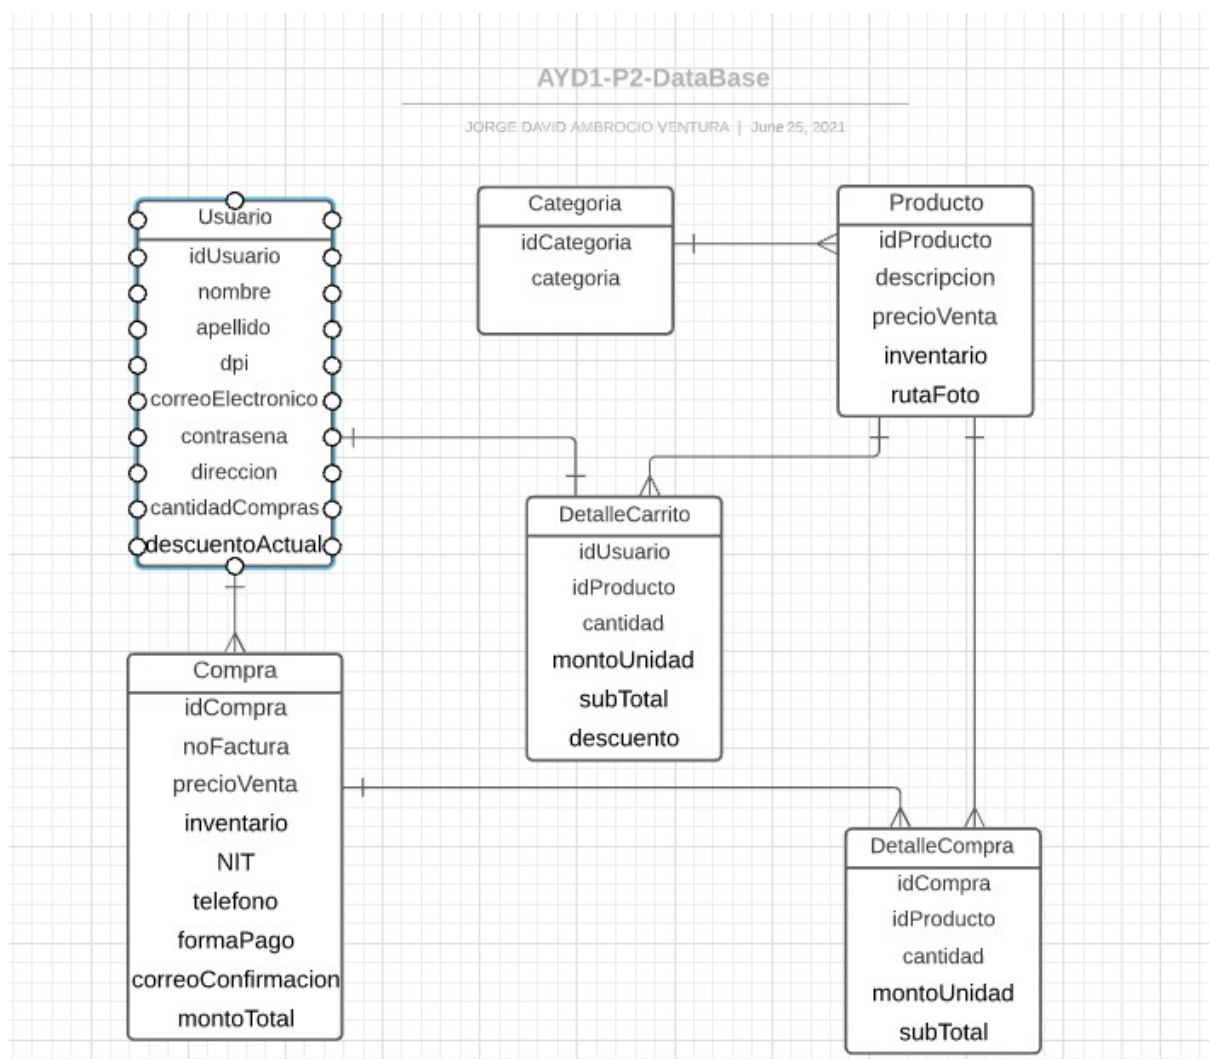 AYD1-P2-DataBase
JORGE DAVID AMBROCIO VENTURA | June 25, 2021
Usuario
idUsuario
nombre
apellido
dpi
correoElectronico
contrasena
direccion
cantidadCompras
descuentoActual
Categoria
idCategoria
categoria
Producto
idProducto
descripcion
precioVenta
inventario
rutaFoto
DetalleCarrito
idUsuario
idProducto
cantidad
montoUnidad
subTotal
descuento
Compra
idCompra
noFactura
precioVenta
inventario
NIT
telefono
formaPago
correoConfirmacion
montoTotal
DetalleCompra
idCompra
idProducto
cantidad
montoUnidad
subTotal